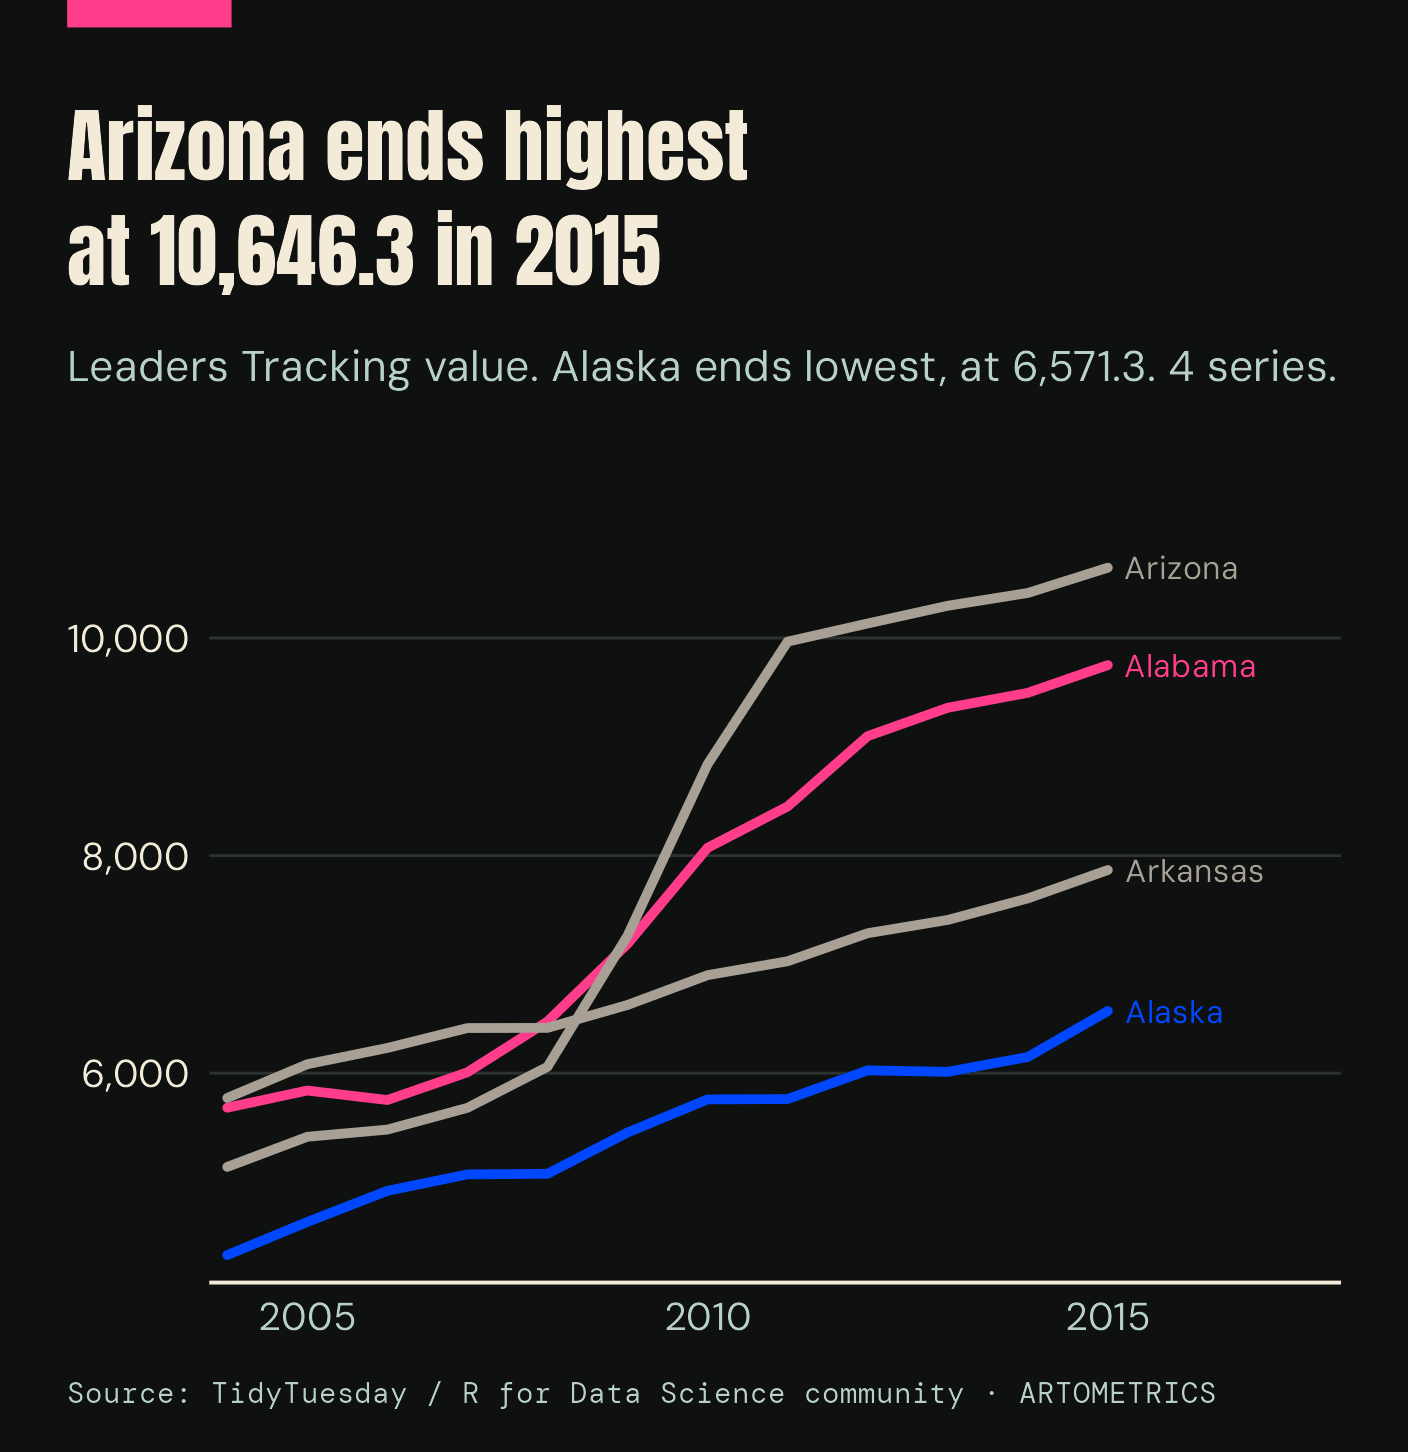 Arizona ends highest
at 10,646.3 in 2015
Leaders Tracking value. Alaska ends lowest, at 6,571.3. 4 series.
Arizona
10,000
Alabama
8,000
Arkansas
Alaska
6,000
2005 2010 2015
Source: TidyTuesday / R for Data Science community · ARTOMETRICS